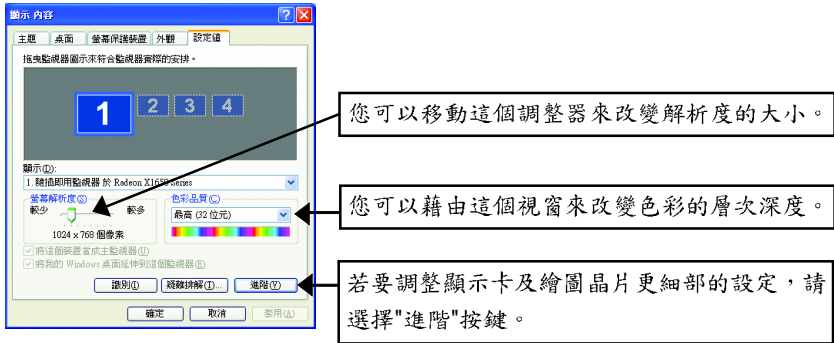 顯示 內容
主題 桌面 螢幕保護裝置 外觀 設定值
拖曳監視器圖示來符合監視器實際的安排。
1 2 3 4
顯示(D):
1. 隨插即用監視器 於 Radeon X1650 Series
螢幕解析度(S)
較少 較多
1024 x 768 個像素
色彩品質(C)
最高 (32 位元)
將這個裝置當成主監視器(U)
將我的 Windows 桌面延伸到這個監視器(E)
識別(I) 疑難排解(T)... 進階(V)
確定 取消 套用(A)
您可以移動這個調整器來改變解析度的大小。
您可以藉由這個視窗來改變色彩的層次深度。
若要調整顯示卡及繪圖晶片更細部的設定，請
選擇"進階"按鍵。